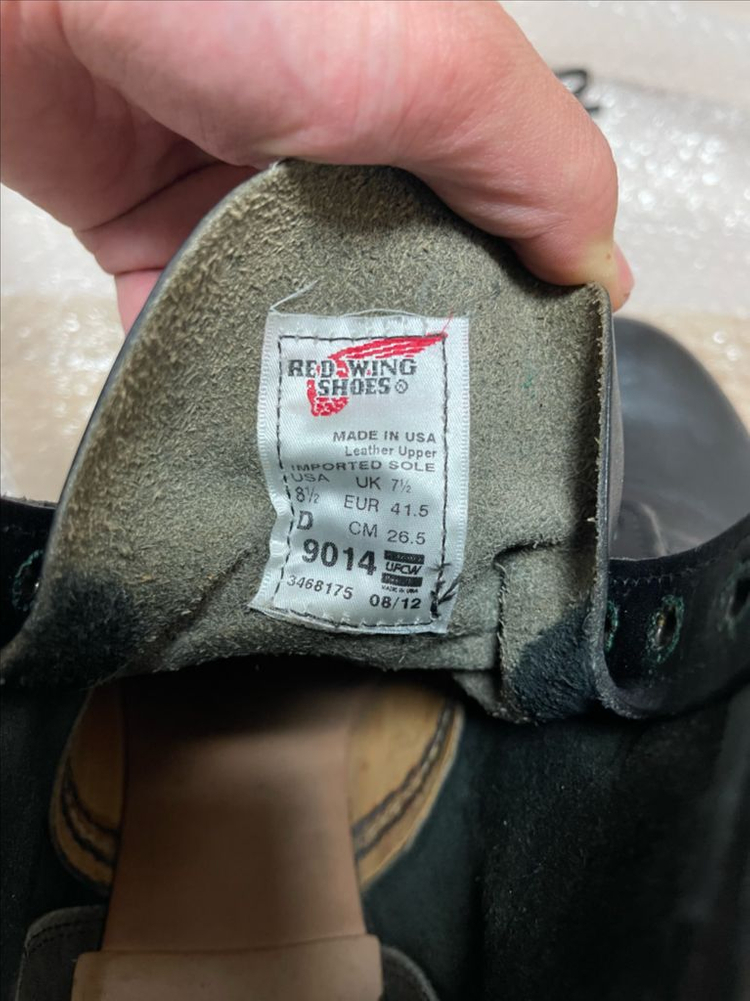 RED WING
SHOES®
MADE IN USA
Leather Upper
IMPORTED SOLE
USA UK 7½
8½ EUR 41.5
D CM 26.5
9014 UFCW
3468175 08/12